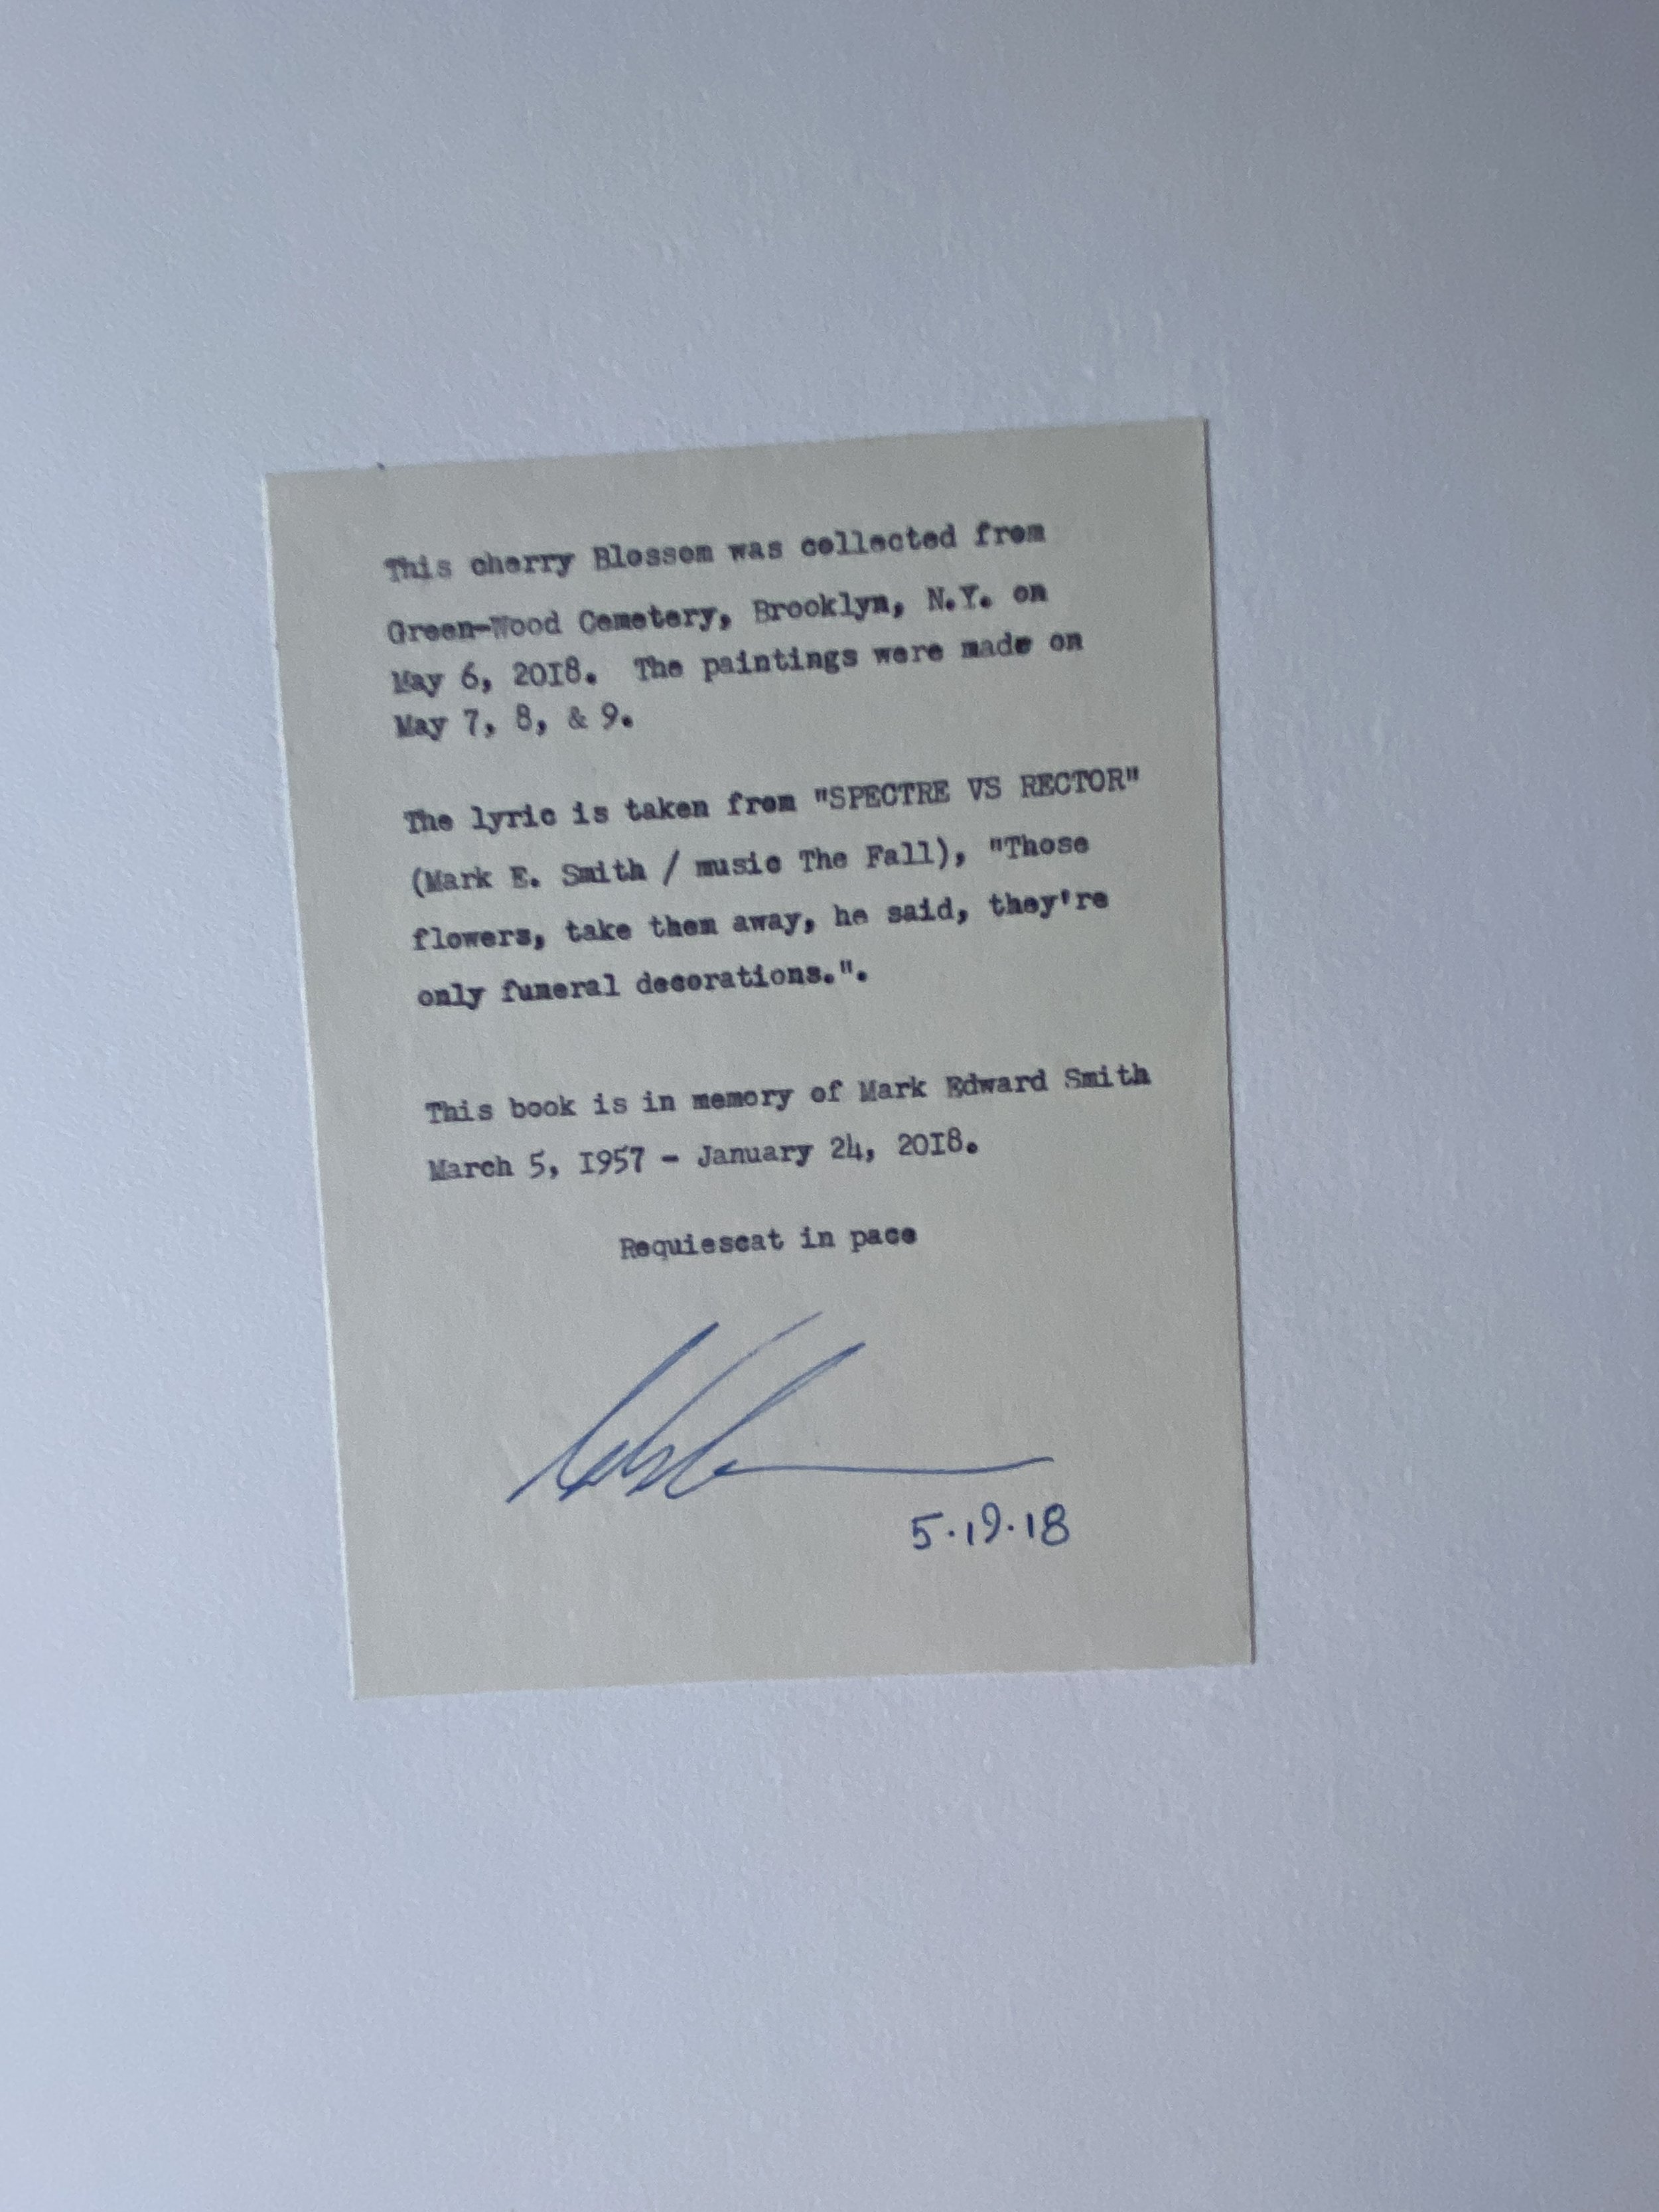 This cherry Blossom was collected from
Green-Wood Cemetery, Brooklyn, N.Y. on
May 6, 2018. The paintings were made on
May 7, 8, & 9.
The lyric is taken from "SPECTRE VS RECTOR"
(Mark E. Smith / music The Fall), "Those
flowers, take them away, he said, they're
only funeral decorations.".
This book is in memory of Mark Edward Smith
March 5, 1957 - January 24, 2018.
Requiescat in pace
5.19.18